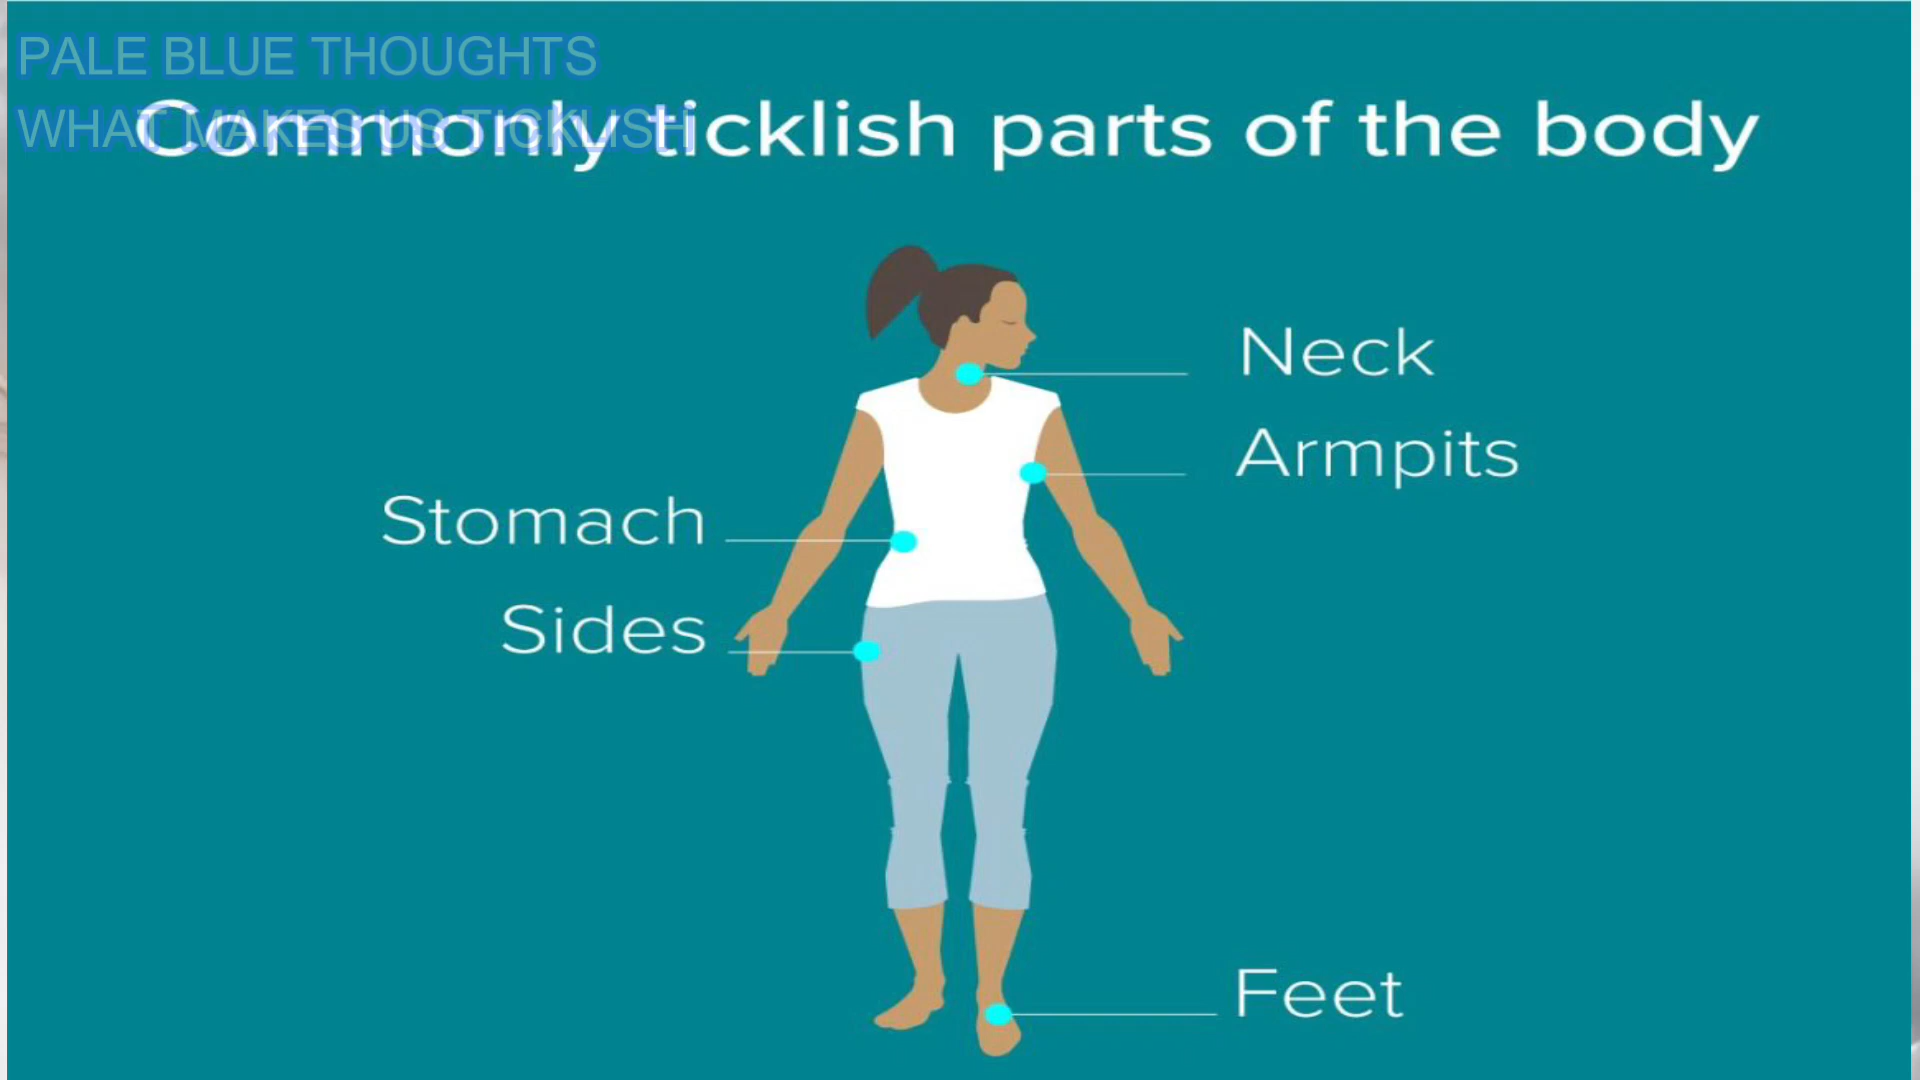 PALE BLUE THOUGHTS
WHAT MAKES US TICKLISH
Commonly ticklish parts of the body
Neck
Armpits
Stomach
Sides
Feet